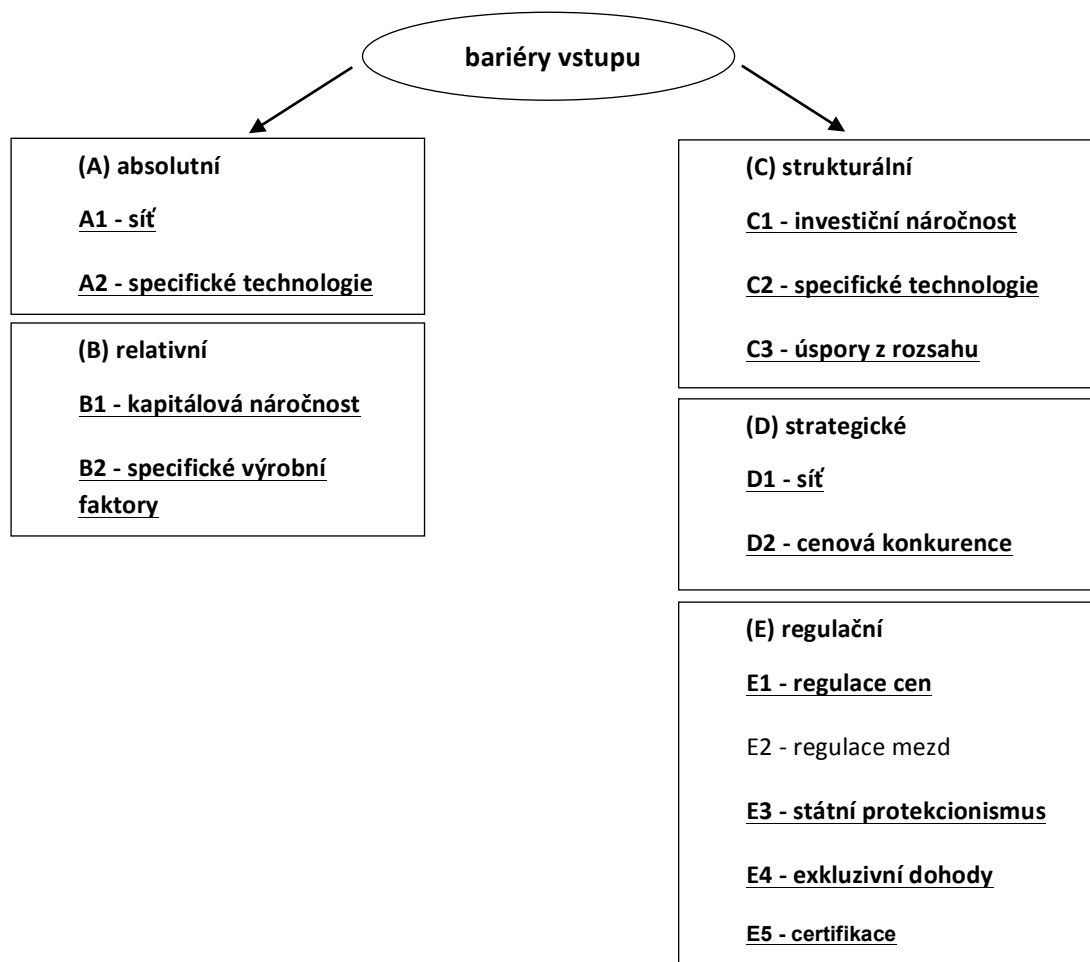 bariéry vstupu
(A) absolutní
A1 - síť
A2 - specifické technologie
(B) relativní
B1 - kapitálová náročnost
B2 - specifické výrobní
faktory
(C) strukturální
C1 - investiční náročnost
C2 - specifické technologie
C3 - úspory z rozsahu
(D) strategické
D1 - síť
D2 - cenová konkurence
(E) regulační
E1 - regulace cen
E2 - regulace mezd
E3 - státní protekcionismus
E4 - exkluzivní dohody
E5 - certifikace